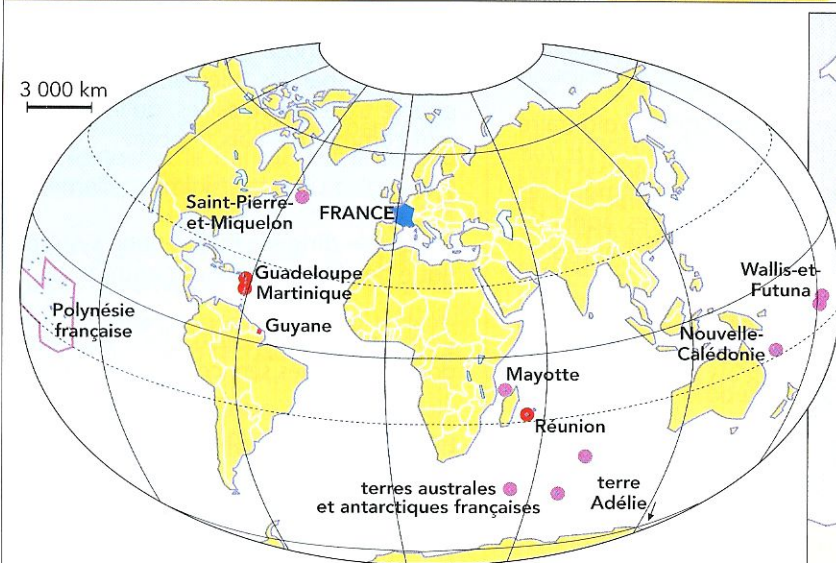 3 000 km
Saint-Pierre-
et-Miquelon
FRANCE
Guadeloupe
Martinique
Guyane
Polynésie
française
Wallis-et-
Futuna
Nouvelle-
Calédonie
Mayotte
Réunion
terres australes
et antarctiques françaises
terre
Adélie